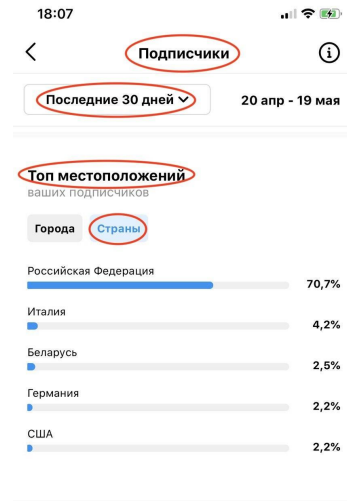 18:07
Подписчики
Последние 30 дней
20 апр - 19 мая
Топ местоположений
ваших подписчиков
Города
Страны
Российская Федерация
70,7%
Италия
4,2%
Беларусь
2,5%
Германия
2,2%
США
2,2%